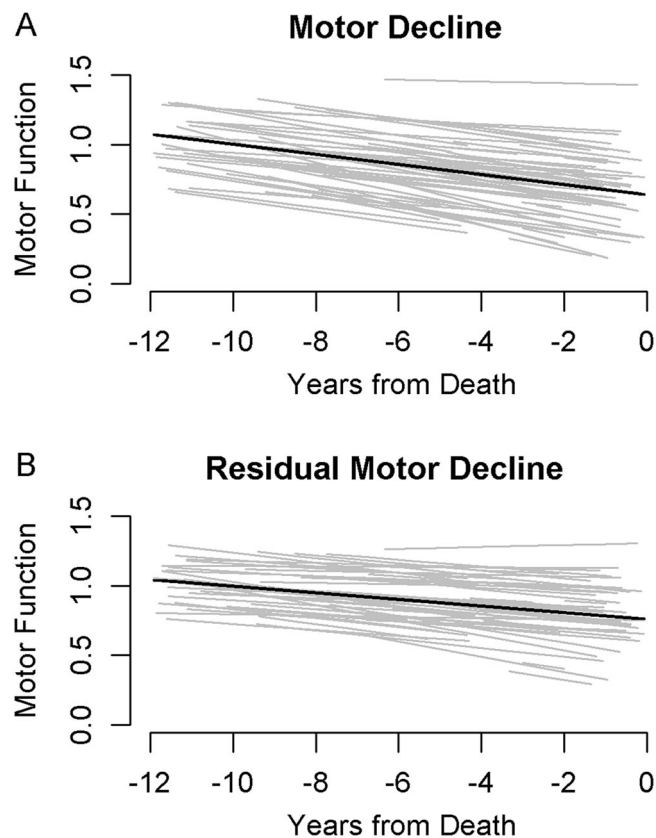 A
Motor Decline
Motor Function
1.5
1.0
0.5
0.0
-12 -10 -8 -6 -4 -2 0
Years from Death
B
Residual Motor Decline
Motor Function
1.5
1.0
0.5
0.0
-12 -10 -8 -6 -4 -2 0
Years from Death